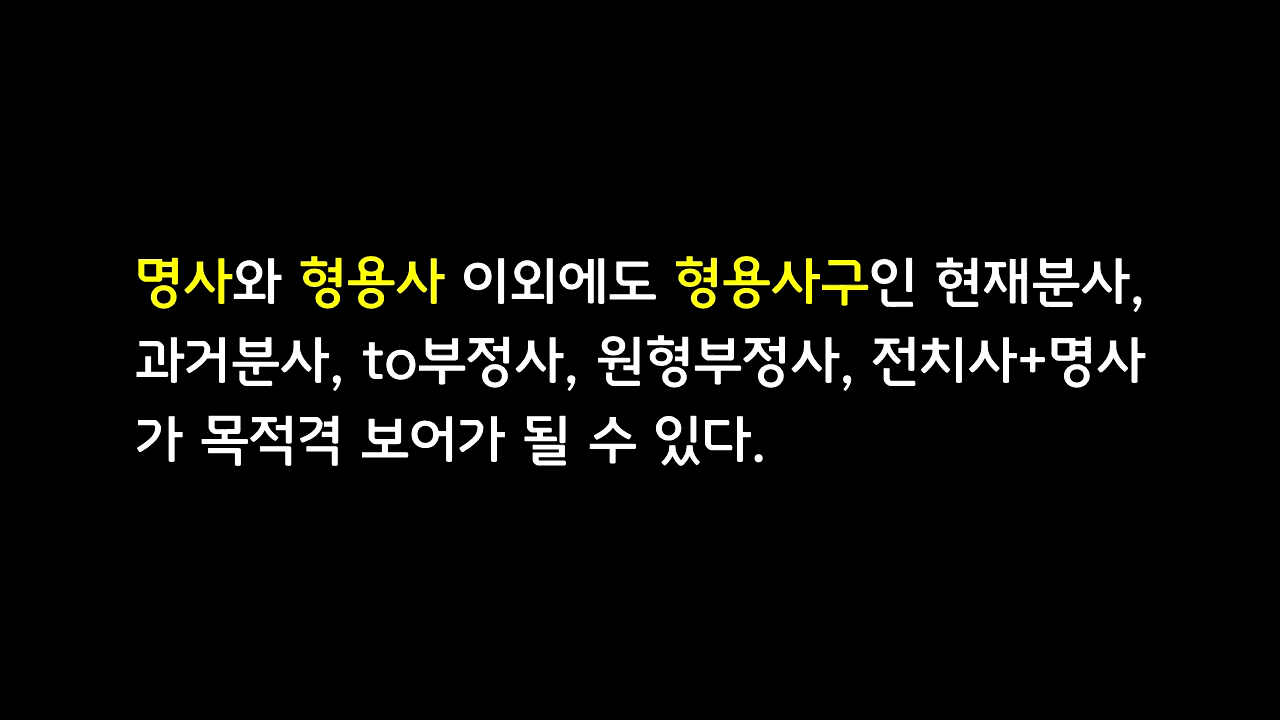 명사와 형용사 이외에도 형용사구인 현재분사,
과거분사, to부정사, 원형부정사, 전치사+명사
가 목적격 보어가 될 수 있다.